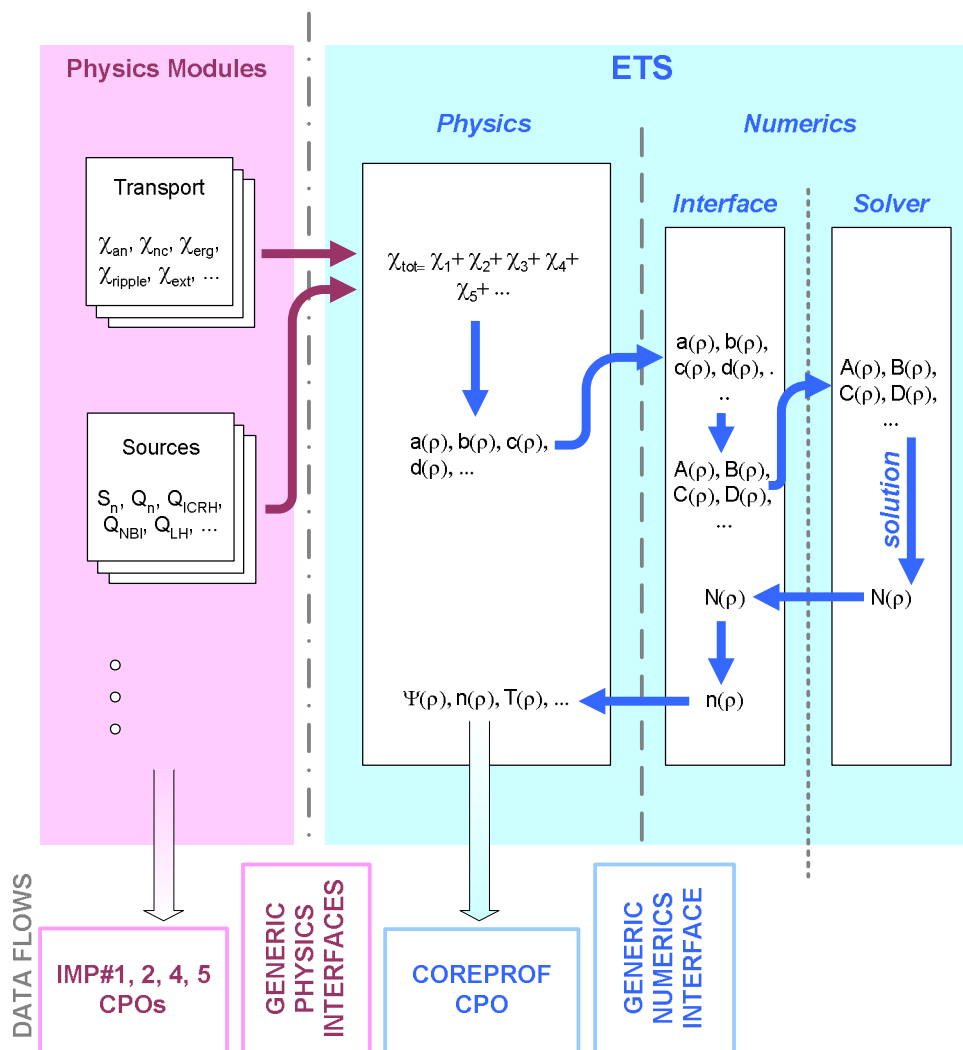 Physics Modules
ETS
Physics
Numerics
Transport
χan, χnc, χerg,
χripple, χext, ...
Interface
Solver
χtot= χ1+ χ2+ χ3+ χ4+
χ5+ ...
a(ρ), b(ρ),
c(ρ), d(ρ), .
..
A(ρ), B(ρ),
C(ρ), D(ρ),
...
Sources
Sn, Qn, QICRH,
QNBI, QLH, ...
a(ρ), b(ρ), c(ρ),
d(ρ), ...
A(ρ), B(ρ),
C(ρ), D(ρ),
...
solution
N(ρ)
N(ρ)
Ψ(ρ), n(ρ), T(ρ), ...
n(ρ)
DATA FLOWS
IMP#1, 2, 4, 5
CPOs
GENERIC
PHYSICS
INTERFACES
COREPROF
CPO
GENERIC
NUMERICS
INTERFACE